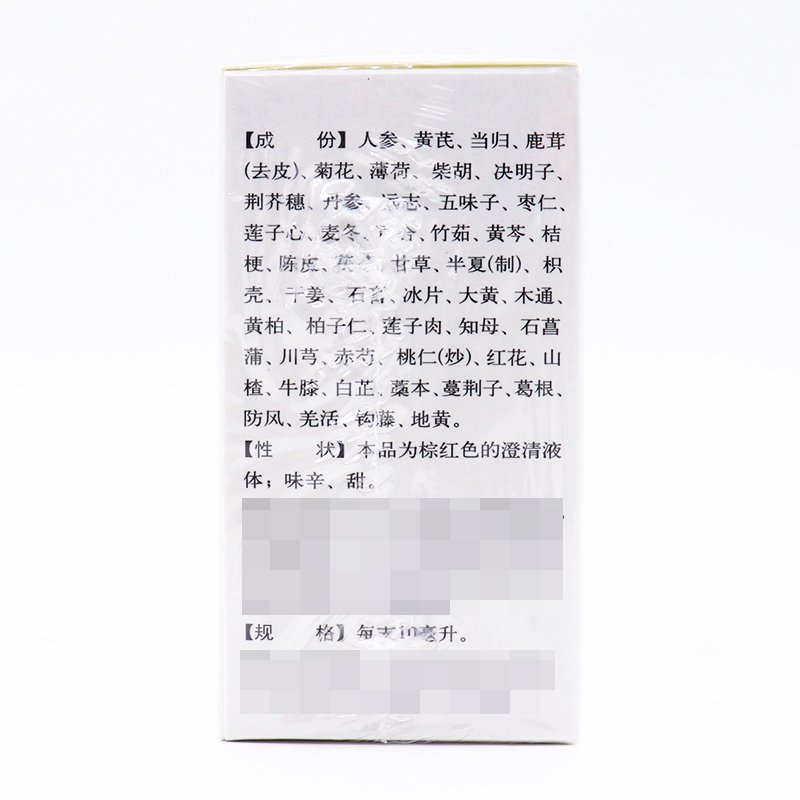 【成　份】人参、黄芪、当归、鹿茸
(去皮)、菊花、薄荷、柴胡、决明子、
荆芥穗、丹参、远志、五味子、枣仁、
莲子心、麦冬、百合、竹茹、黄芩、桔
梗、陈皮、茯苓、甘草、半夏(制)、枳
壳、干姜、石膏、冰片、大黄、木通、
黄柏、柏子仁、莲子肉、知母、石菖
蒲、川芎、赤芍、桃仁(炒)、红花、山
楂、牛膝、白芷、藁本、蔓荆子、葛根、
防风、羌活、钩藤、地黄。
【性　状】本品为棕红色的澄清液
体；味辛、甜。
【规　格】每支10毫升。